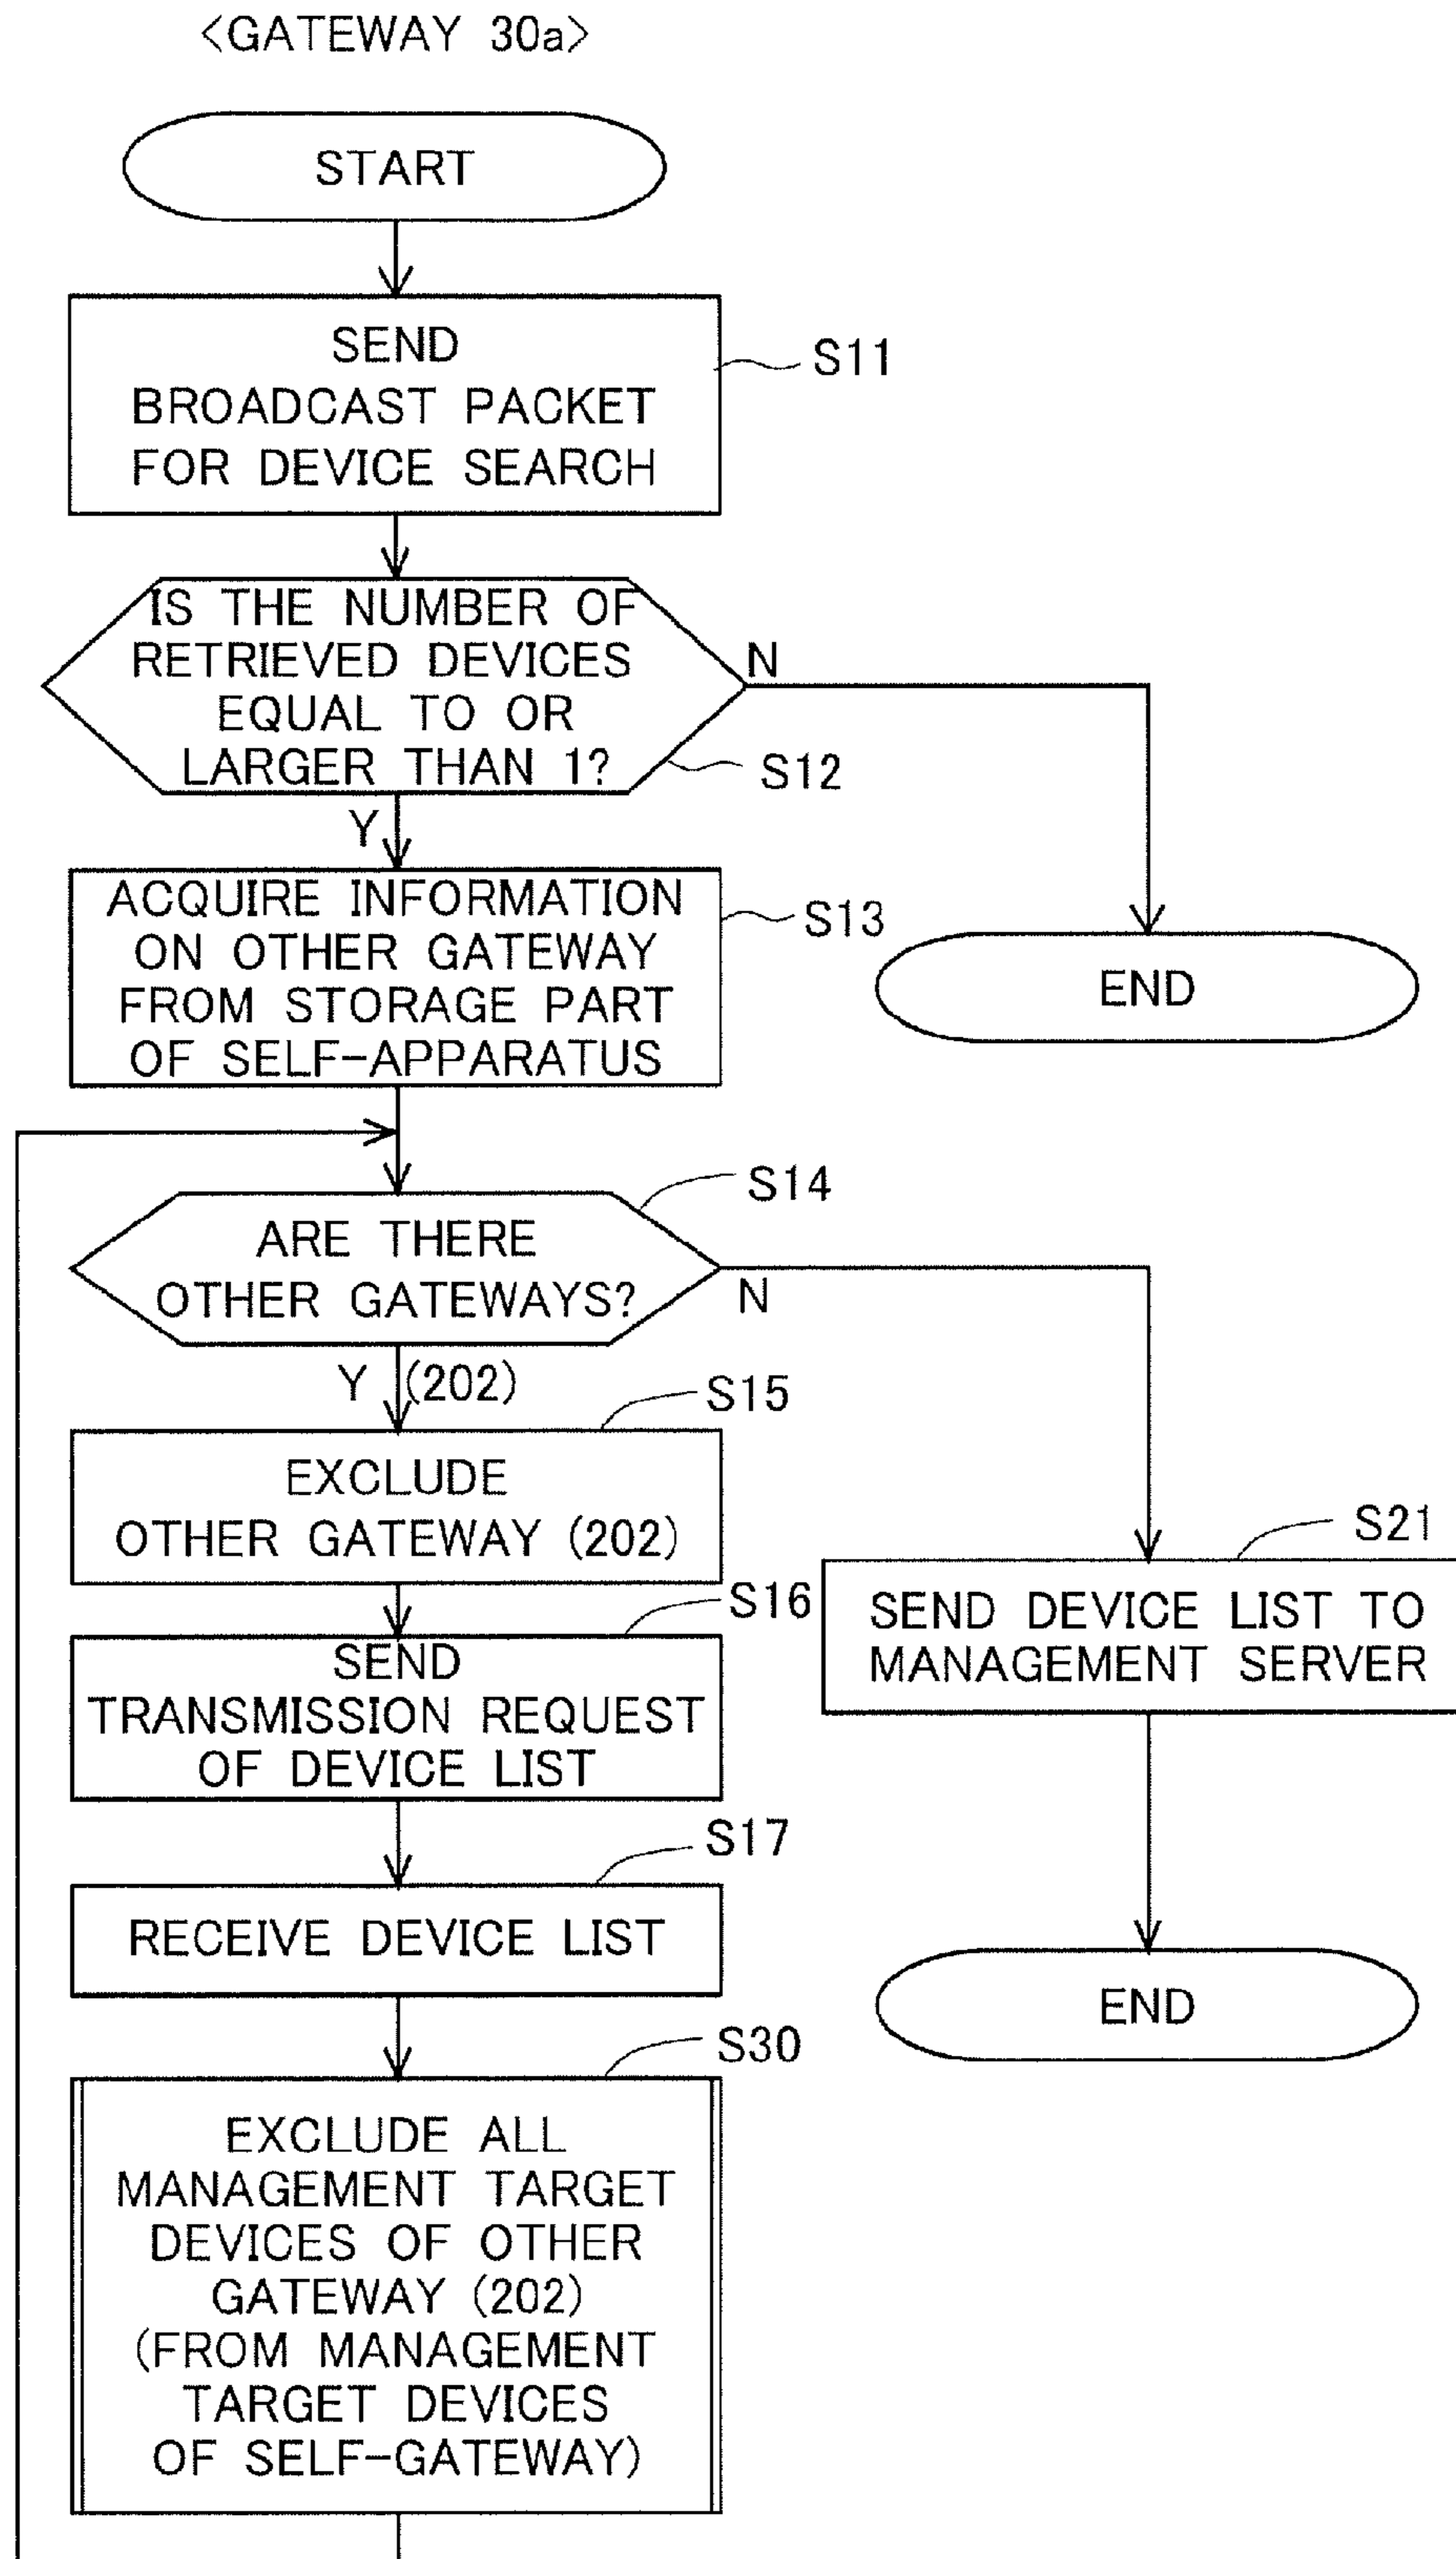 <GATEWAY 30a>
START
SEND
BROADCAST PACKET
FOR DEVICE SEARCH
S11
IS THE NUMBER OF
RETRIEVED DEVICES
EQUAL TO OR
LARGER THAN 1?
N
S12
Y
ACQUIRE INFORMATION
ON OTHER GATEWAY
FROM STORAGE PART
OF SELF-APPARATUS
S13
END
S14
ARE THERE
OTHER GATEWAYS?
N
Y (202)
S15
EXCLUDE
OTHER GATEWAY (202)
S21
SEND DEVICE LIST TO
MANAGEMENT SERVER
S16
SEND
TRANSMISSION REQUEST
OF DEVICE LIST
S17
RECEIVE DEVICE LIST
END
S30
EXCLUDE ALL
MANAGEMENT TARGET
DEVICES OF OTHER
GATEWAY (202)
(FROM MANAGEMENT
TARGET DEVICES
OF SELF-GATEWAY)